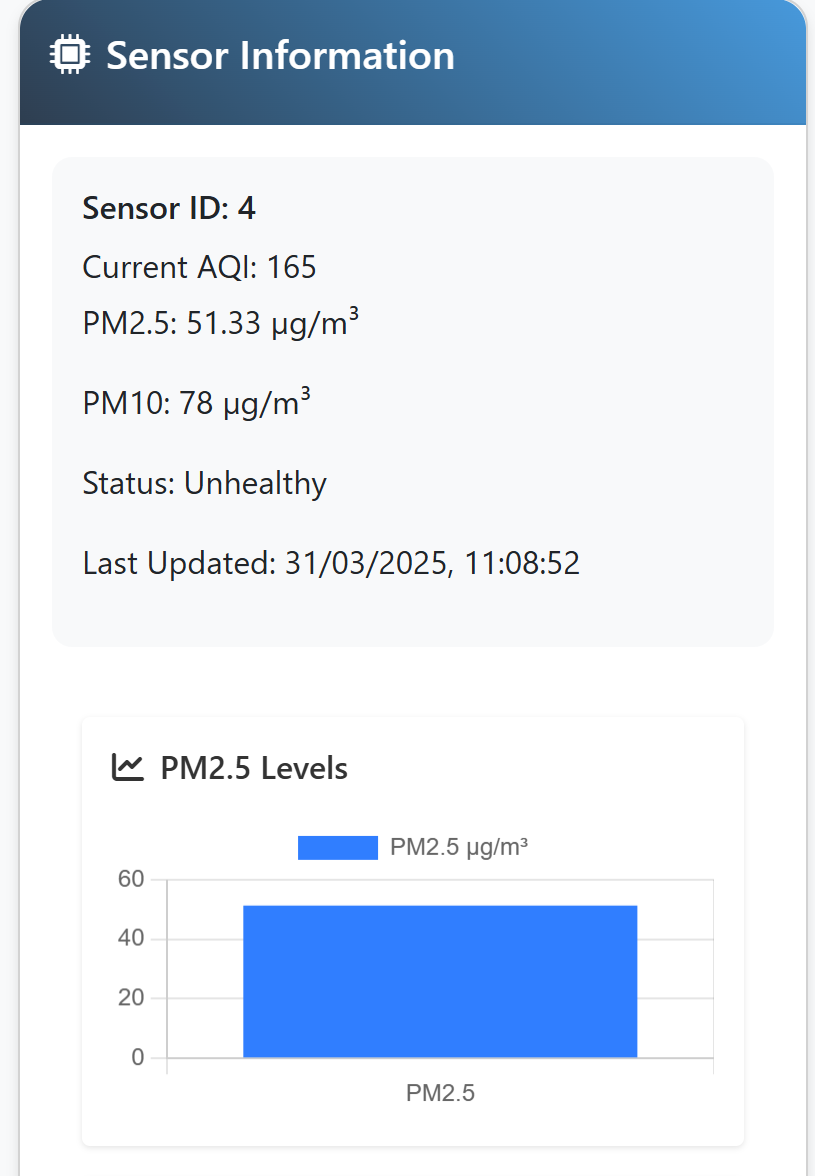 Sensor Information
Sensor ID: 4
Current AQI: 165
PM2.5: 51.33 µg/m³
PM10: 78 µg/m³
Status: Unhealthy
Last Updated: 31/03/2025, 11:08:52
PM2.5 Levels
PM2.5 µg/m³
60
40
20
0
PM2.5